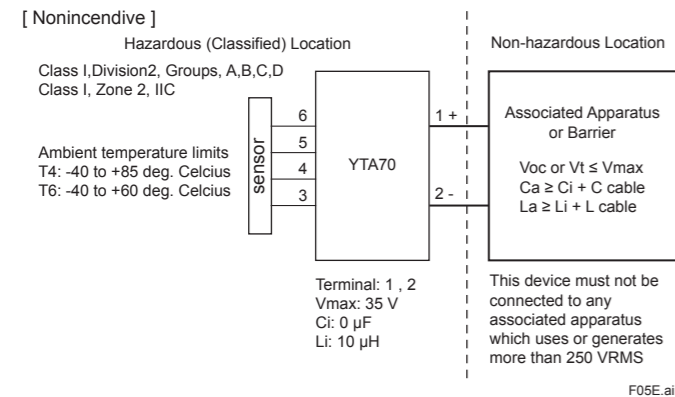 [ Nonincendive ]
Hazardous (Classified) Location
Non-hazardous Location
Class I,Division2, Groups, A,B,C,D
Class I, Zone 2, IIC
Ambient temperature limits
T4: -40 to +85 deg. Celcius
T6: -40 to +60 deg. Celcius
sensor
6
5
4
3
YTA70
1 +
2 -
Associated Apparatus
or Barrier
Voc or Vt ≤ Vmax
Ca ≥ Ci + C cable
La ≥ Li + L cable
Terminal: 1 , 2
Vmax: 35 V
Ci: 0 µF
Li: 10 µH
This device must not be
connected to any
associated apparatus
which uses or generates
more than 250 VRMS
F05E.ai